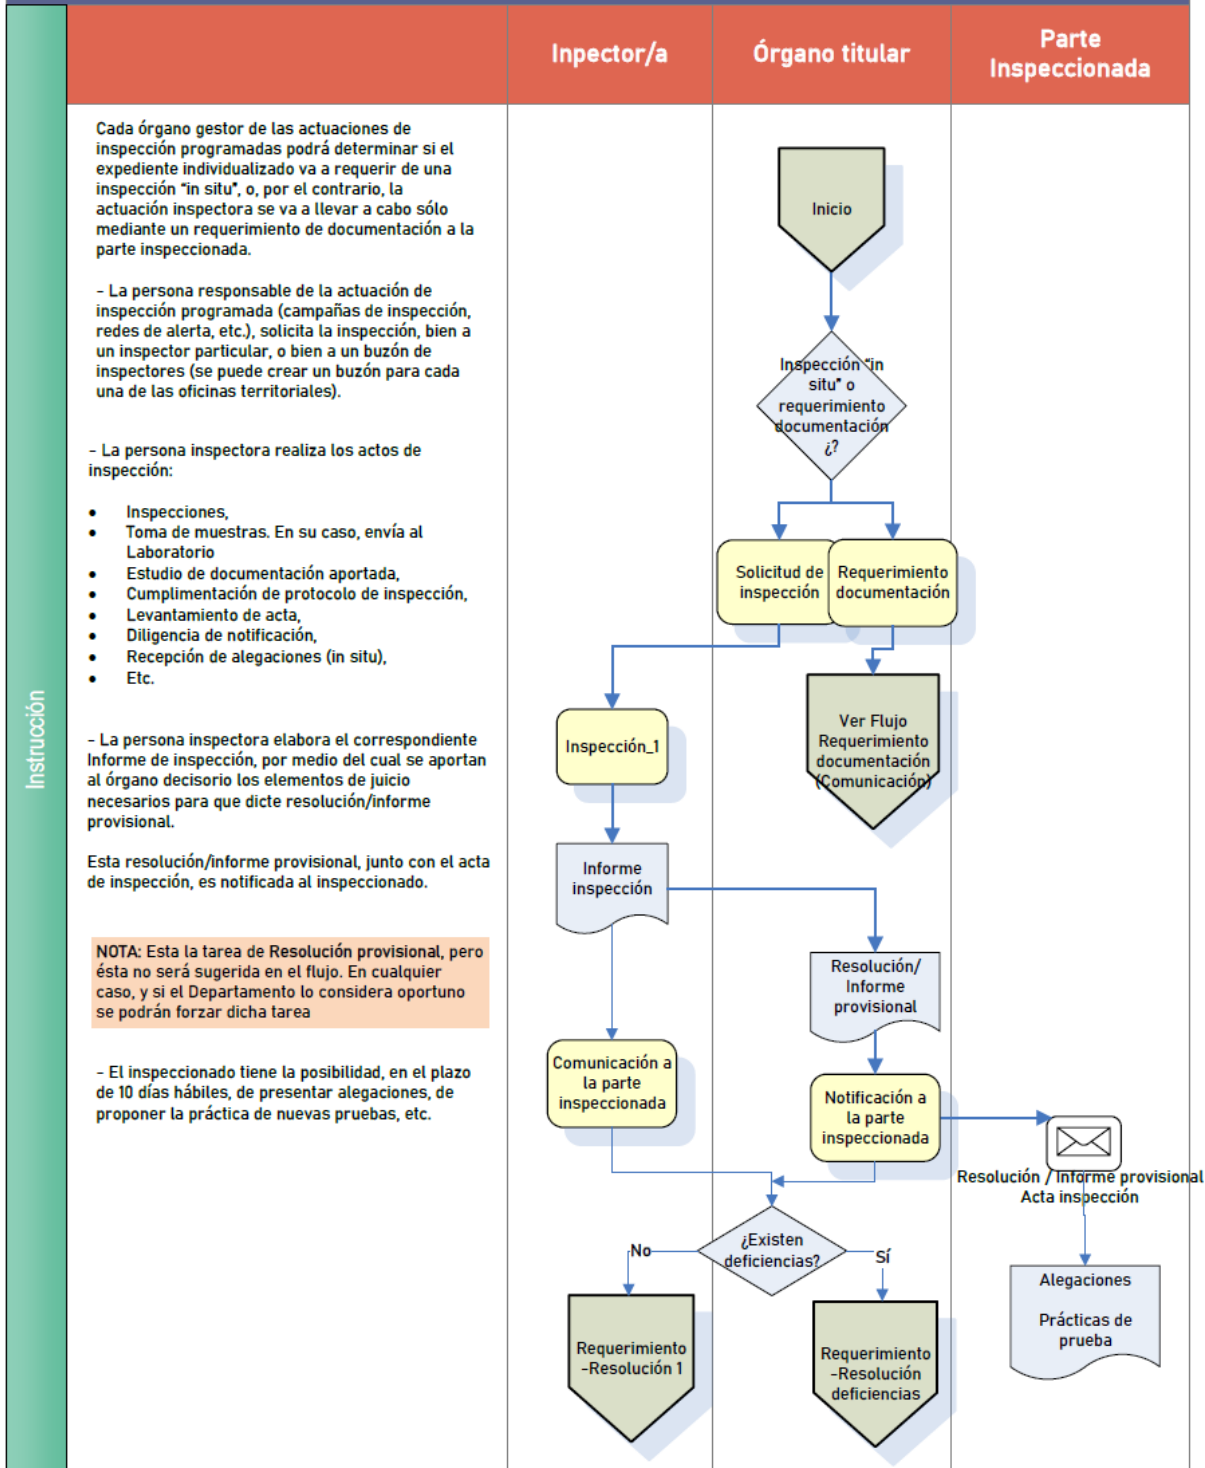 Inpector/a
Órgano titular
Parte
Inspeccionada
Instrucción
Cada órgano gestor de las actuaciones de
inspección programadas podrá determinar si el
expediente individualizado va a requerir de una
inspección “in situ”, o, por el contrario, la
actuación inspectora se va a llevar a cabo sólo
mediante un requerimiento de documentación a la
parte inspeccionada.
- La persona responsable de la actuación de
inspección programada (campañas de inspección,
redes de alerta, etc.), solicita la inspección, bien a
un inspector particular, o bien a un buzón de
inspectores (se puede crear un buzón para cada
una de las oficinas territoriales).
- La persona inspectora realiza los actos de
inspección:
• Inspecciones,
• Toma de muestras. En su caso, envía al
Laboratorio
• Estudio de documentación aportada,
• Cumplimentación de protocolo de inspección,
• Levantamiento de acta,
• Diligencia de notificación,
• Recepción de alegaciones (in situ),
• Etc.
- La persona inspectora elabora el correspondiente
Informe de inspección, por medio del cual se aportan
al órgano decisorio los elementos de juicio
necesarios para que dicte resolución/informe
provisional.
Esta resolución/informe provisional, junto con el acta
de inspección, es notificada al inspeccionado.
NOTA: Esta la tarea de Resolución provisional, pero
ésta no será sugerida en el flujo. En cualquier
caso, y si el Departamento lo considera oportuno
se podrán forzar dicha tarea
- El inspeccionado tiene la posibilidad, en el plazo
de 10 días hábiles, de presentar alegaciones, de
proponer la práctica de nuevas pruebas, etc.
Inicio
Inspección “in
situ” o
requerimiento
documentación
¿?
Solicitud de
inspección
Requerimiento
documentación
Inspección_1
Ver Flujo
Requerimiento
documentación
(Comunicación)
Informe
inspección
Resolución/
Informe
provisional
Comunicación a
la parte
inspeccionada
Notificación a
la parte
inspeccionada
Resolución / Informe provisional
Acta inspección
¿Existen
deficiencias?
No
Sí
Requerimiento
-Resolución 1
Requerimiento
-Resolución
deficiencias
Alegaciones
Prácticas de
prueba